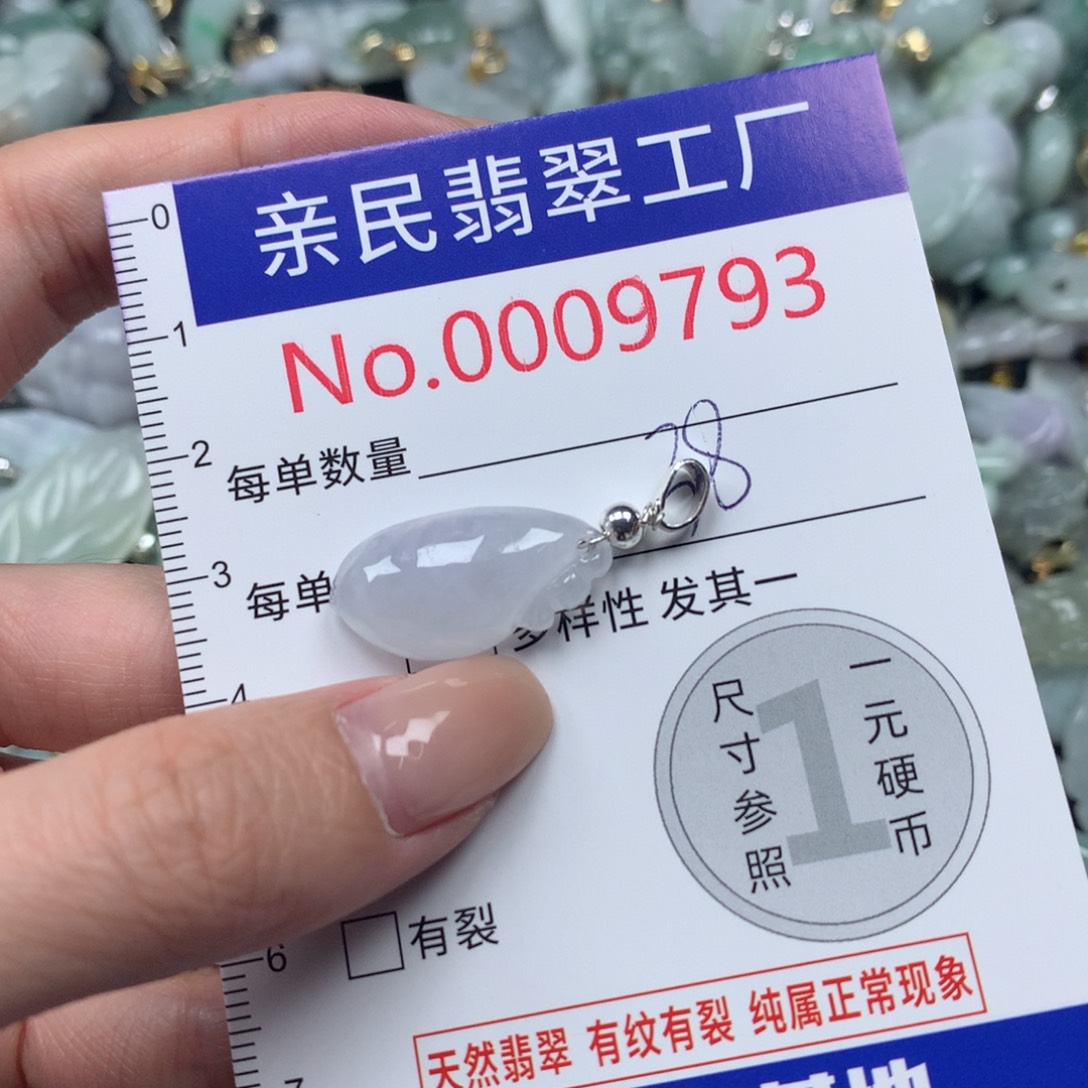 亲民翡翠工厂
No.0009793
每单数量
28
每单
多样性 发其一
一元硬币
尺寸参照
1
有裂
天然翡翠 有纹有裂 纯属正常现象
0
1
2
3
4
6
7